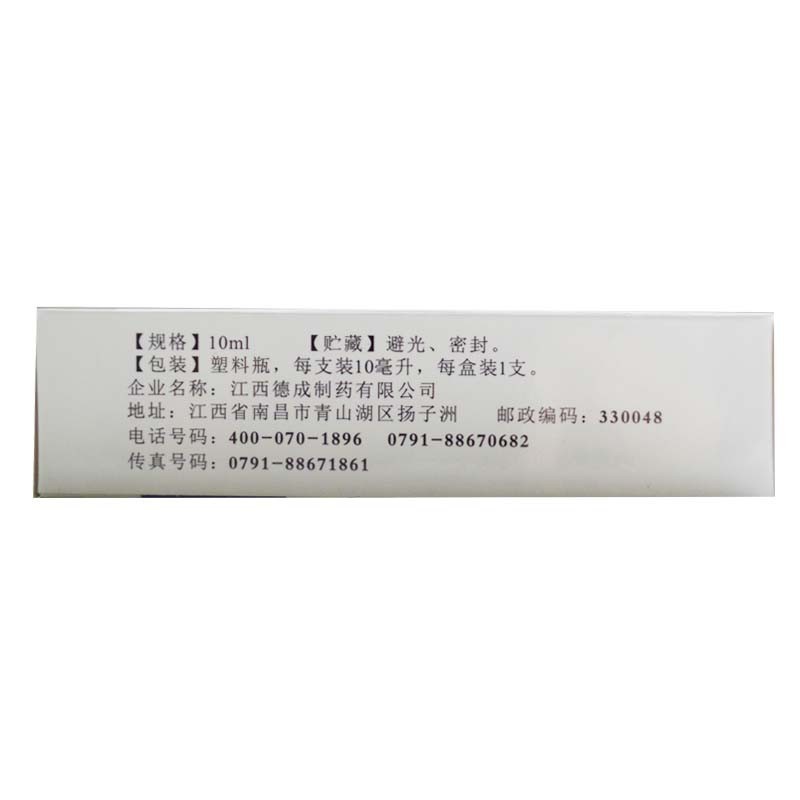 【规格】10ml 【贮藏】避光、密封。
【包装】塑料瓶，每支装10毫升，每盒装1支。
企业名称：江西德成制药有限公司
地址：江西省南昌市青山湖区扬子洲 邮政编码：330048
电话号码：400-070-1896 0791-88670682
传真号码：0791-88671861